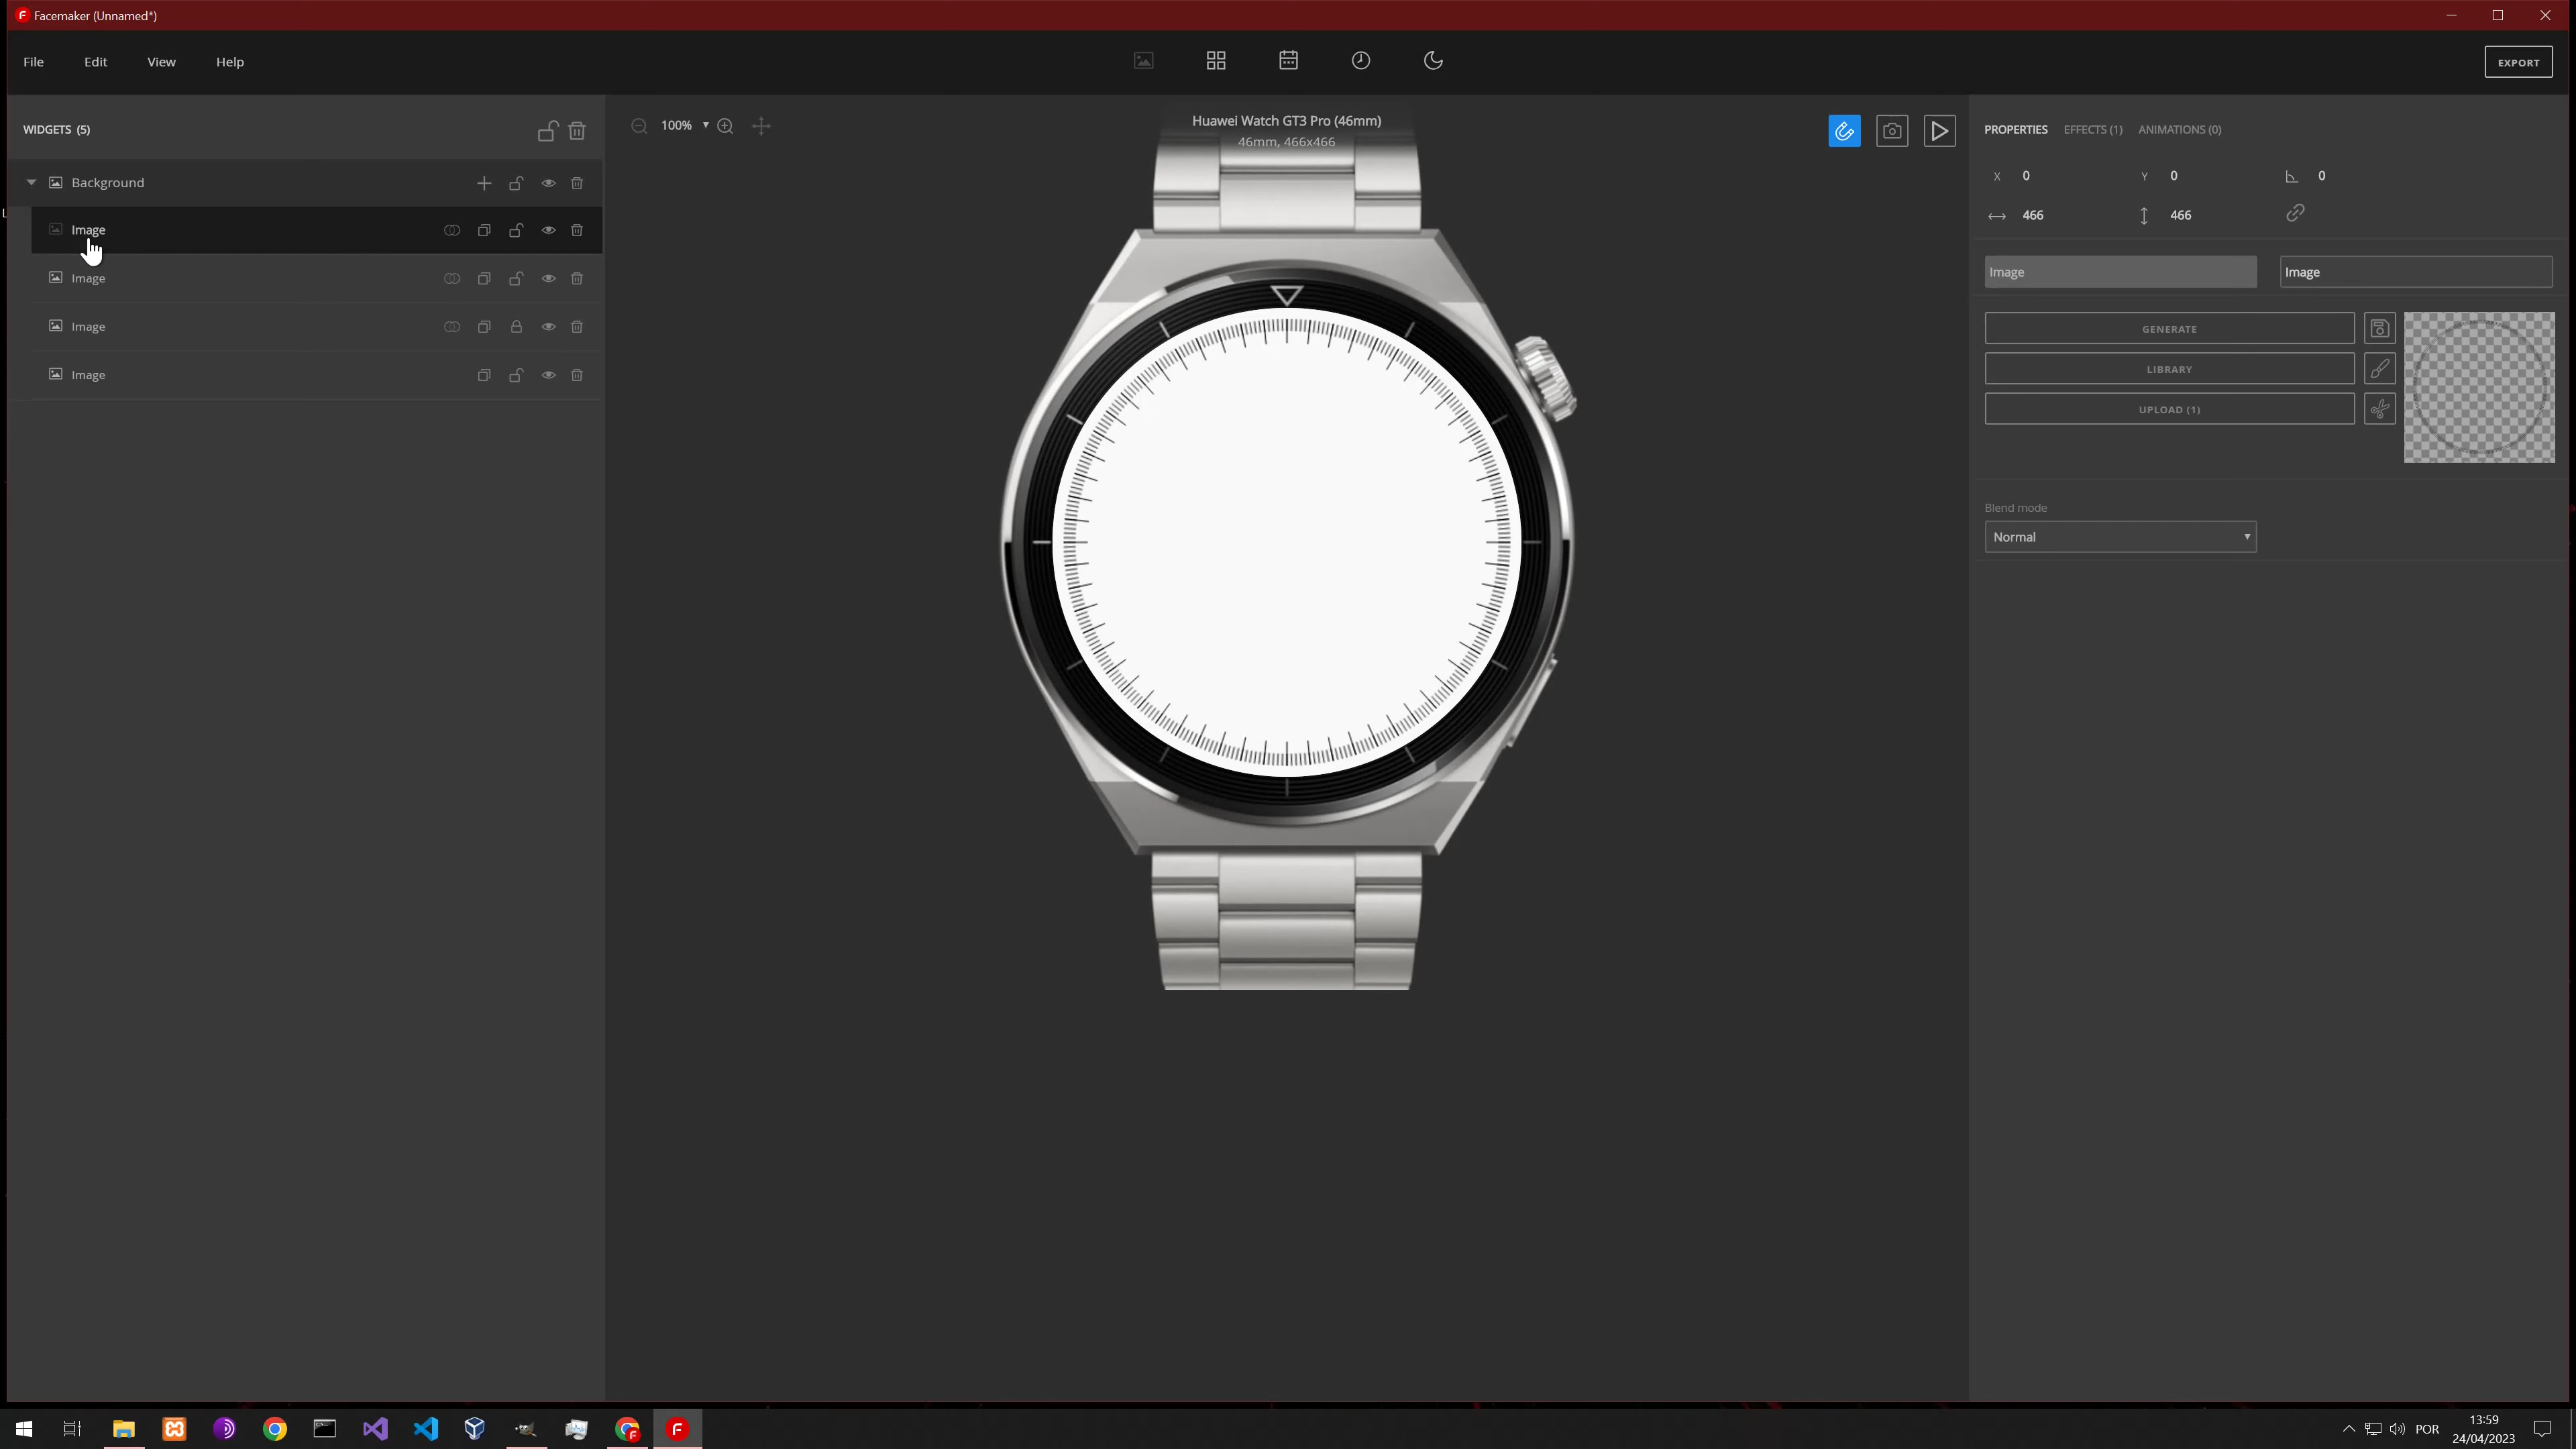 Facemaker (Unnamed*)
File Edit View Help
EXPORT
WIDGETS (5)
Background
Image
Image
Image
Image
100%
Huawei Watch GT3 Pro (46mm)
46mm, 466x466
PROPERTIES EFFECTS (1) ANIMATIONS (0)
X 0 Y 0 0
466 466
Image Image
GENERATE
LIBRARY
UPLOAD (1)
Blend mode
Normal
POR
13:59
24/04/2023